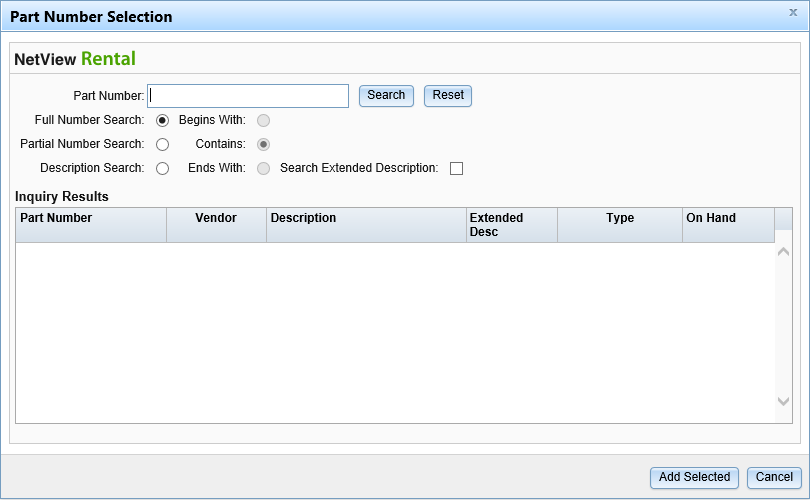 Part Number Selection x
NetView Rental
Part Number: Search Reset
Full Number Search: Begins With:
Partial Number Search: Contains:
Description Search: Ends With: Search Extended Description:
Inquiry Results
Part Number Vendor Description Extended Desc Type On Hand
Add Selected Cancel